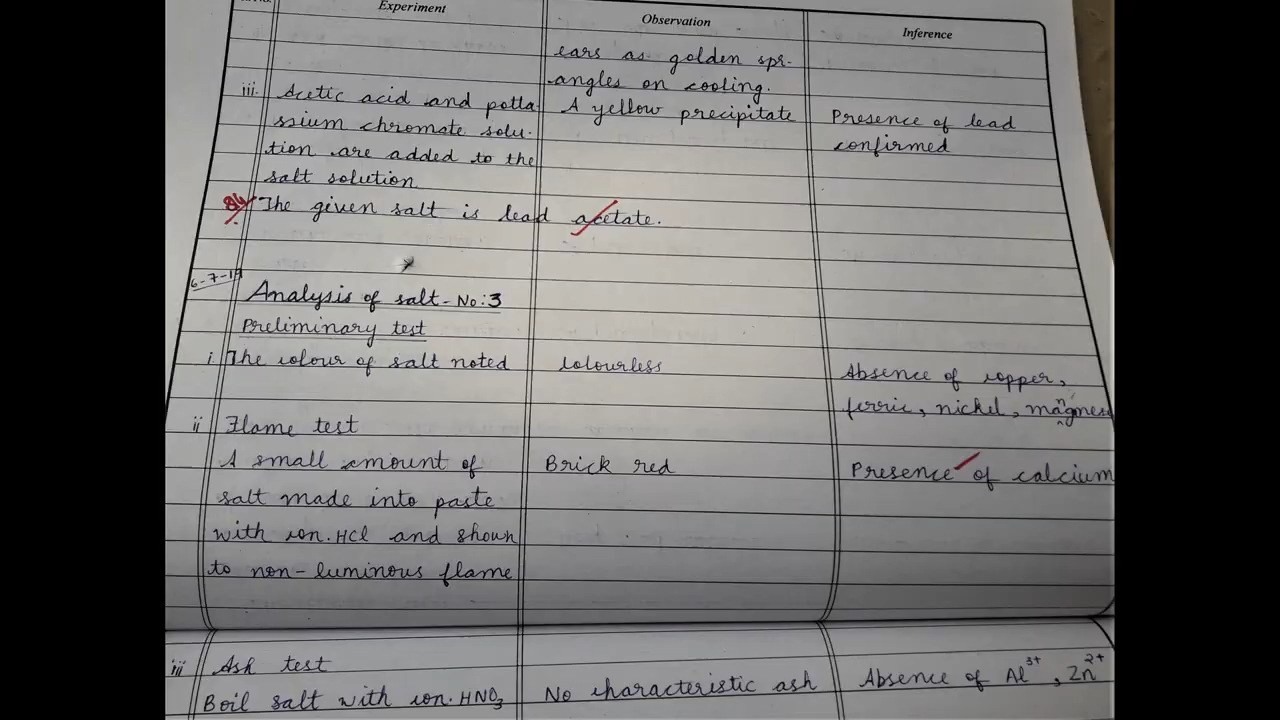 Experiment
Observation
Inference
ears as golden spr-
angles on cooling.
iii. Acetic acid and potta
ssium chromate solu-
tion are added to the
salt solution
A yellow precipitate
Presence of lead
confirmed
The given salt is lead acetate.
6-7-19
Analysis of salt - No:3
Preliminary test
i. The colour of salt noted
colourless
Absence of copper,
ferric, nickel, mangnese
ii Flame test
A small amount of
salt made into paste
with con. HCl and shown
to non-luminous flame
Brick red
Presence of calcium
iii Ash test
Boil salt with con. HNO3
No characteristic ash
Absence of Al3+, Zn2+